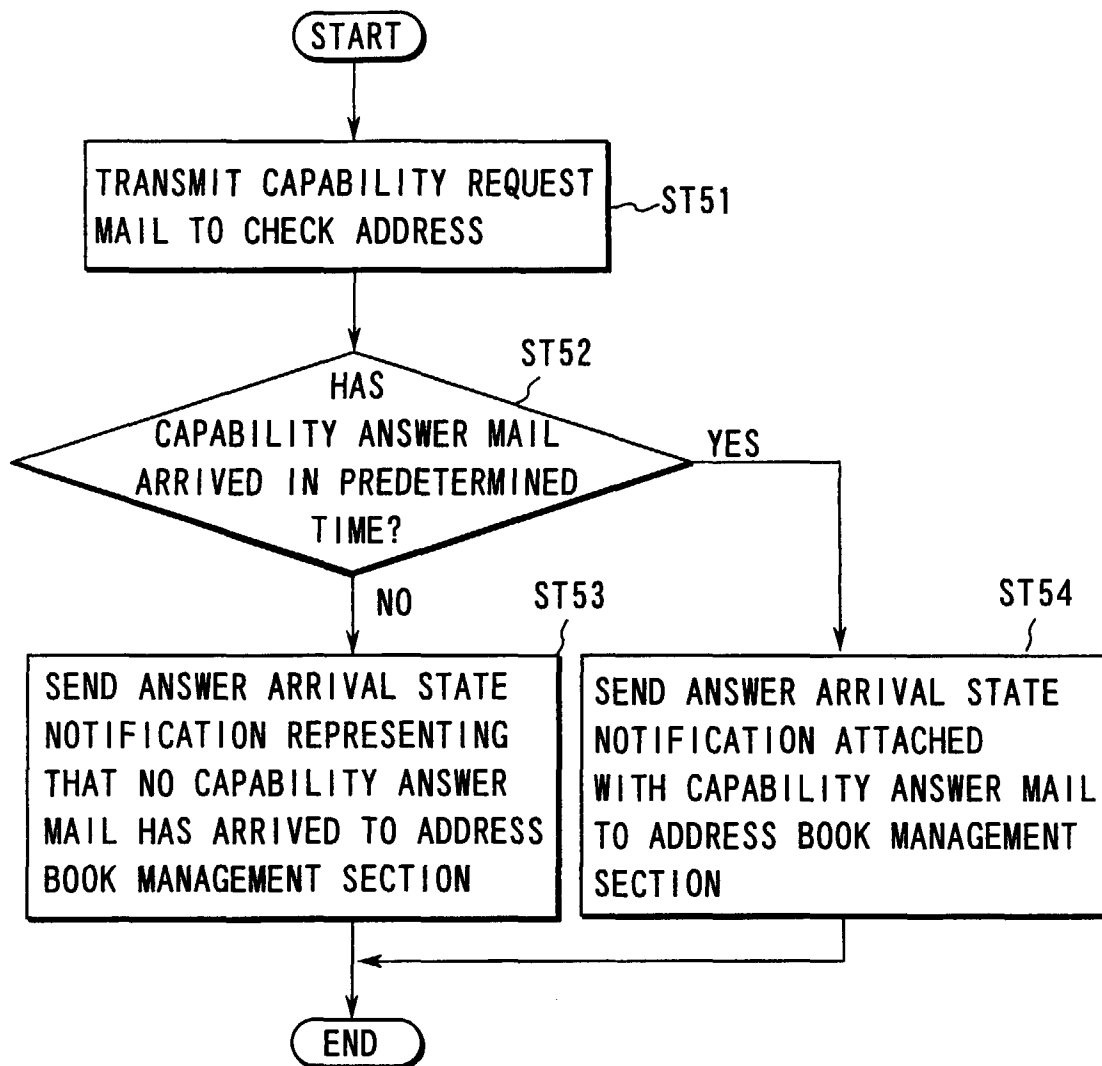 START
TRANSMIT CAPABILITY REQUEST
MAIL TO CHECK ADDRESS
ST51
ST52
HAS
CAPABILITY ANSWER MAIL
ARRIVED IN PREDETERMINED
TIME?
YES
NO
ST53
SEND ANSWER ARRIVAL STATE
NOTIFICATION REPRESENTING
THAT NO CAPABILITY ANSWER
MAIL HAS ARRIVED TO ADDRESS
BOOK MANAGEMENT SECTION
ST54
SEND ANSWER ARRIVAL STATE
NOTIFICATION ATTACHED
WITH CAPABILITY ANSWER MAIL
TO ADDRESS BOOK MANAGEMENT
SECTION
END